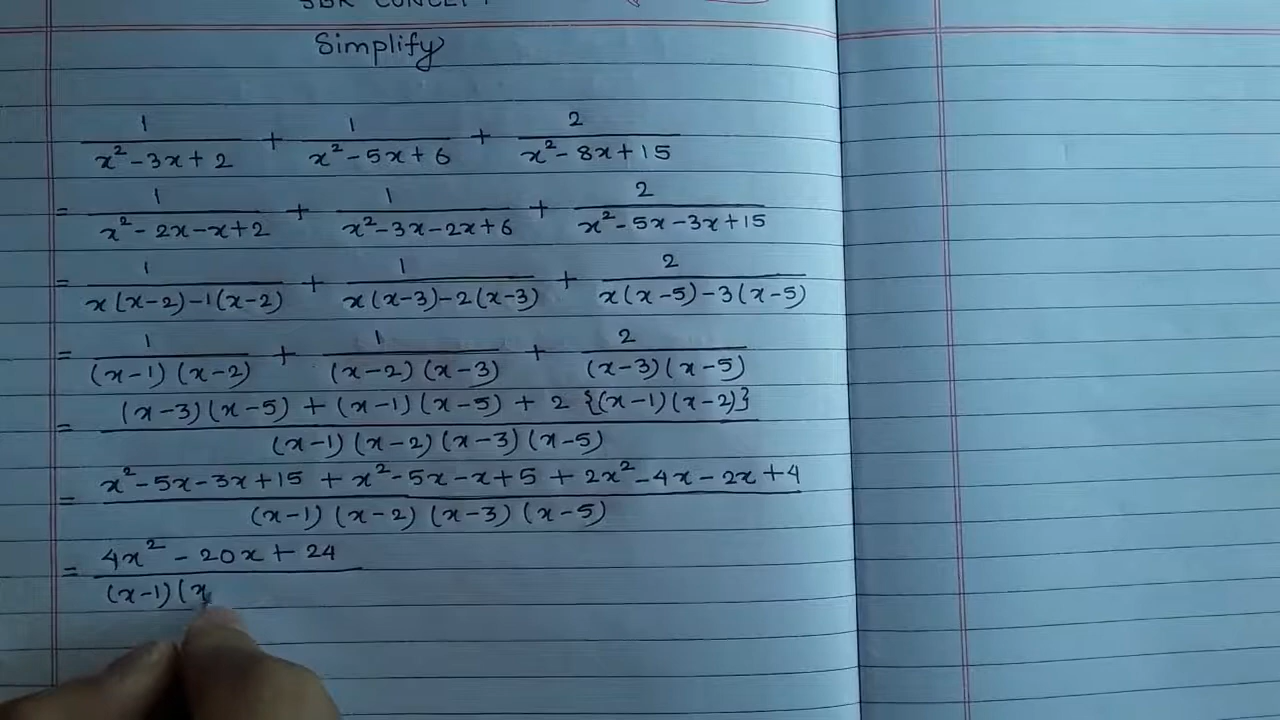 SBR CONCEPT
Simplify
1/(x²-3x+2) + 1/(x²-5x+6) + 2/(x²-8x+15)
= 1/(x²-2x-x+2) + 1/(x²-3x-2x+6) + 2/(x²-5x-3x+15)
= 1/(x(x-2)-1(x-2)) + 1/(x(x-3)-2(x-3)) + 2/(x(x-5)-3(x-5))
= 1/((x-1)(x-2)) + 1/((x-2)(x-3)) + 2/((x-3)(x-5))
= ((x-3)(x-5)+(x-1)(x-5)+2{(x-1)(x-2)})/((x-1)(x-2)(x-3)(x-5))
= (x²-5x-3x+15+x²-5x-x+5+2x²-4x-2x+4)/((x-1)(x-2)(x-3)(x-5))
= (4x²-20x+24)/((x-1)(x